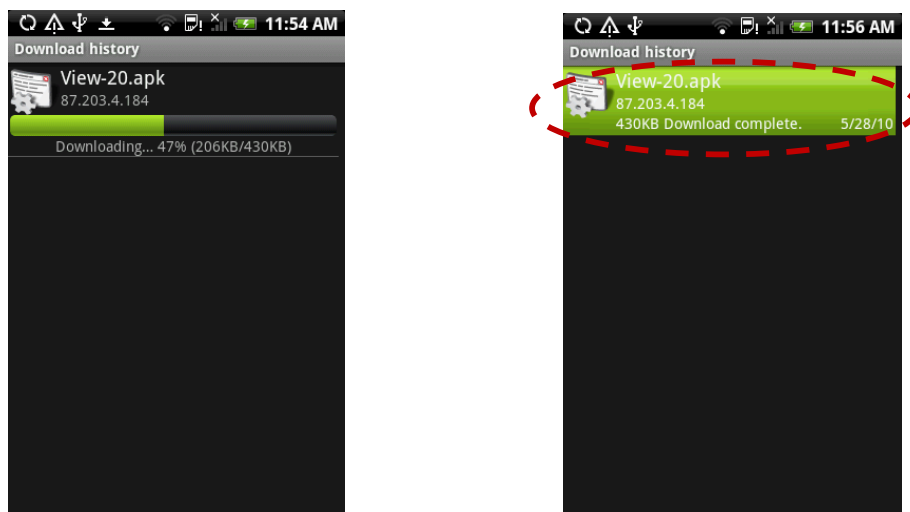 11:54 AM
Download history
View-20.apk
87.203.4.184
Downloading... 47% (206KB/430KB)
11:56 AM
Download history
View-20.apk
87.203.4.184
430KB Download complete. 5/28/10